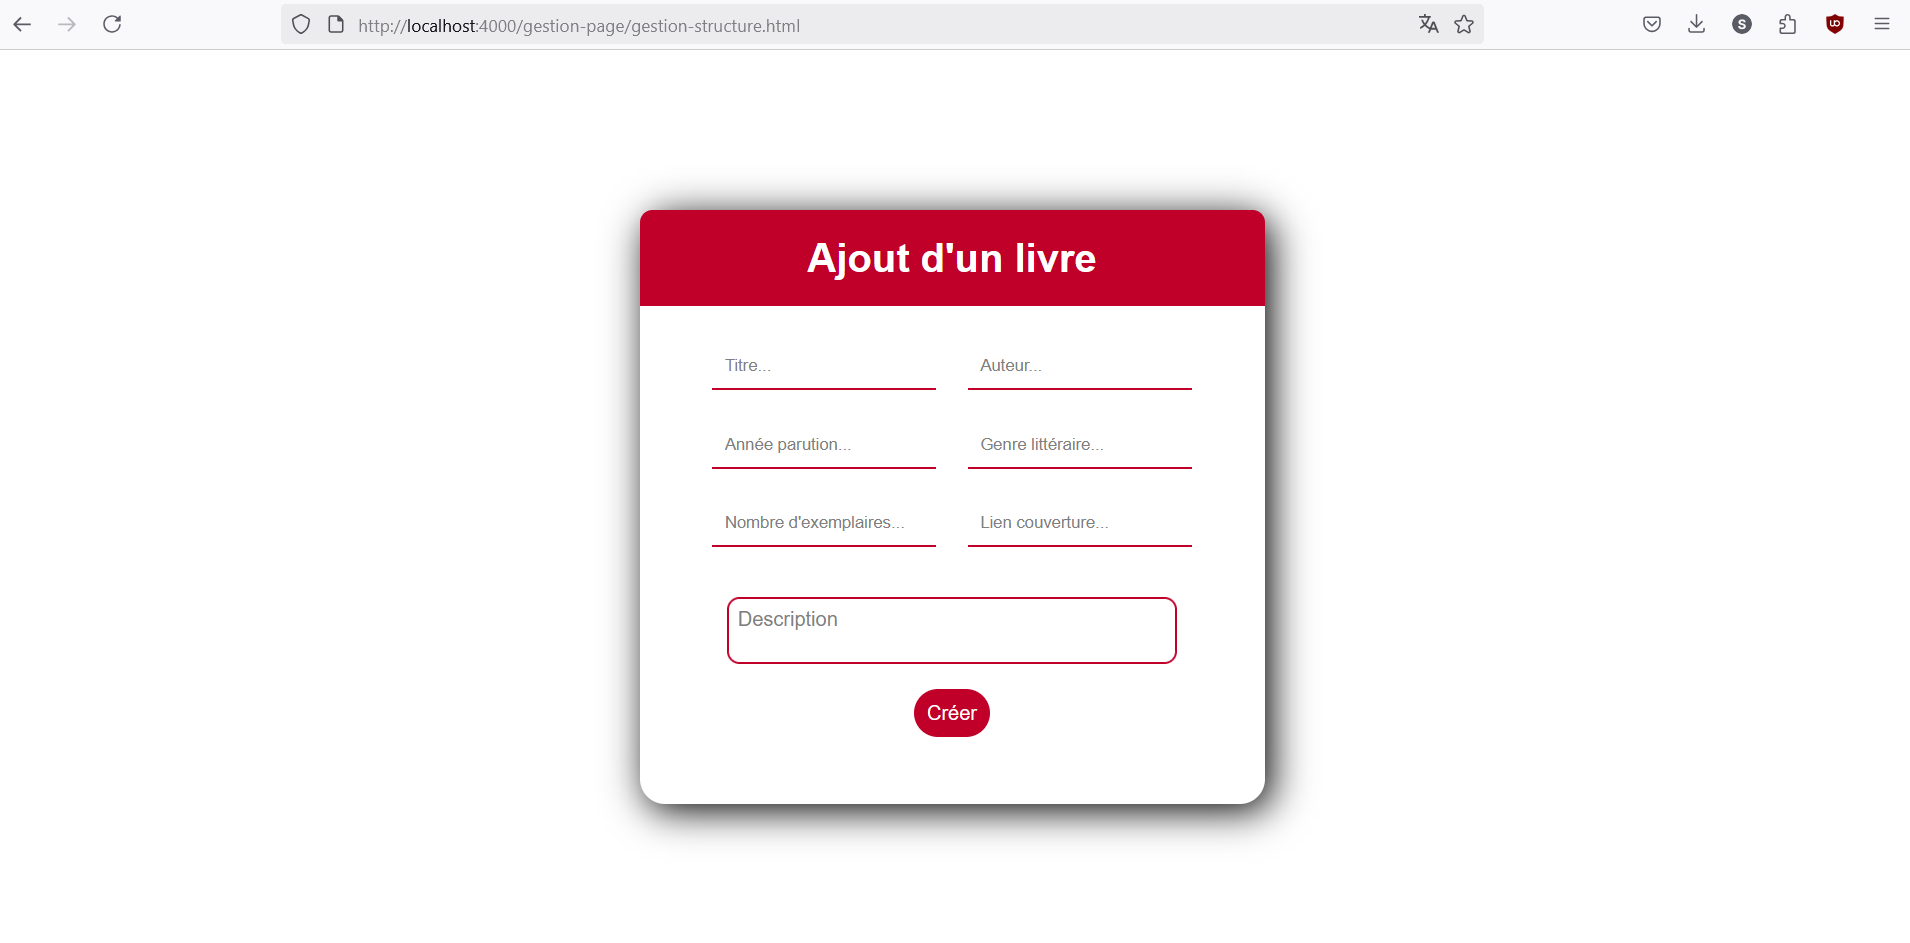 http://localhost:4000/gestion-page/gestion-structure.html
S
Ajout d'un livre
Titre...
Auteur...
Année parution...
Genre littéraire...
Nombre d'exemplaires...
Lien couverture...
Description
Créer